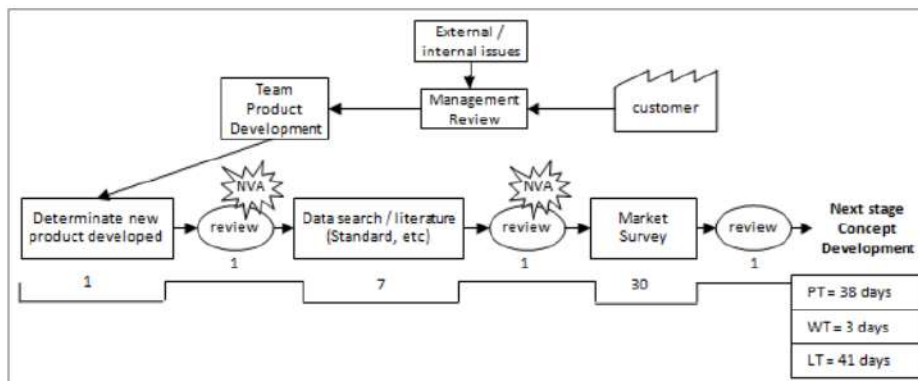 External /
internal issues
Team
Product
Development
Management
Review
customer
NVA
NVA
Determinate new
product developed
review
Data search / literature
(Standard, etc)
review
Market
Survey
review
Next stage
Concept
Development
1
1
7
1
30
1
PT = 38 days
WT = 3 days
LT = 41 days